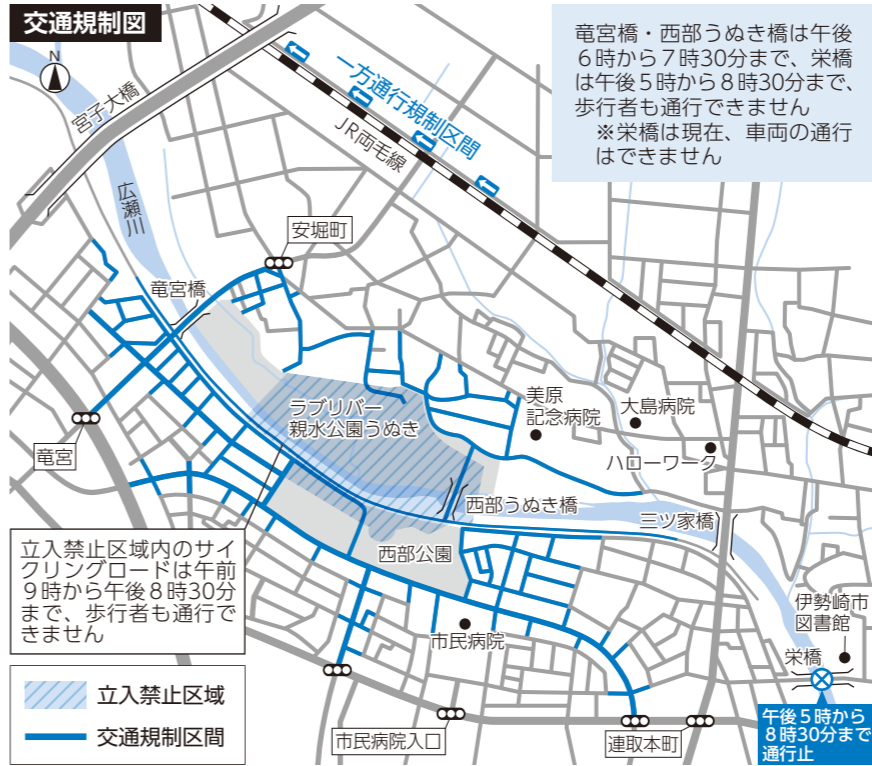 交通規制図
竜宮橋・西部うぬき橋は午後
6時から7時30分まで、栄橋
は午後5時から8時30分まで、
歩行者も通行できません
※栄橋は現在、車両の通行
はできません
N
宮子大橋
一方通行規制区間
JR両毛線
広瀬川
安堀町
竜宮橋
ラブリバー
親水公園うぬき
美原
記念病院
大島病院
ハローワーク
竜宮
西部うぬき橋
三ツ家橋
西部公園
立入禁止区域内のサイ
クリングロードは午前
9時から午後8時30分
まで、歩行者も通行で
きません
市民病院
伊勢崎市
図書館
栄橋
立入禁止区域
交通規制区間
市民病院入口
連取本町
午後5時から
8時30分まで
通行止